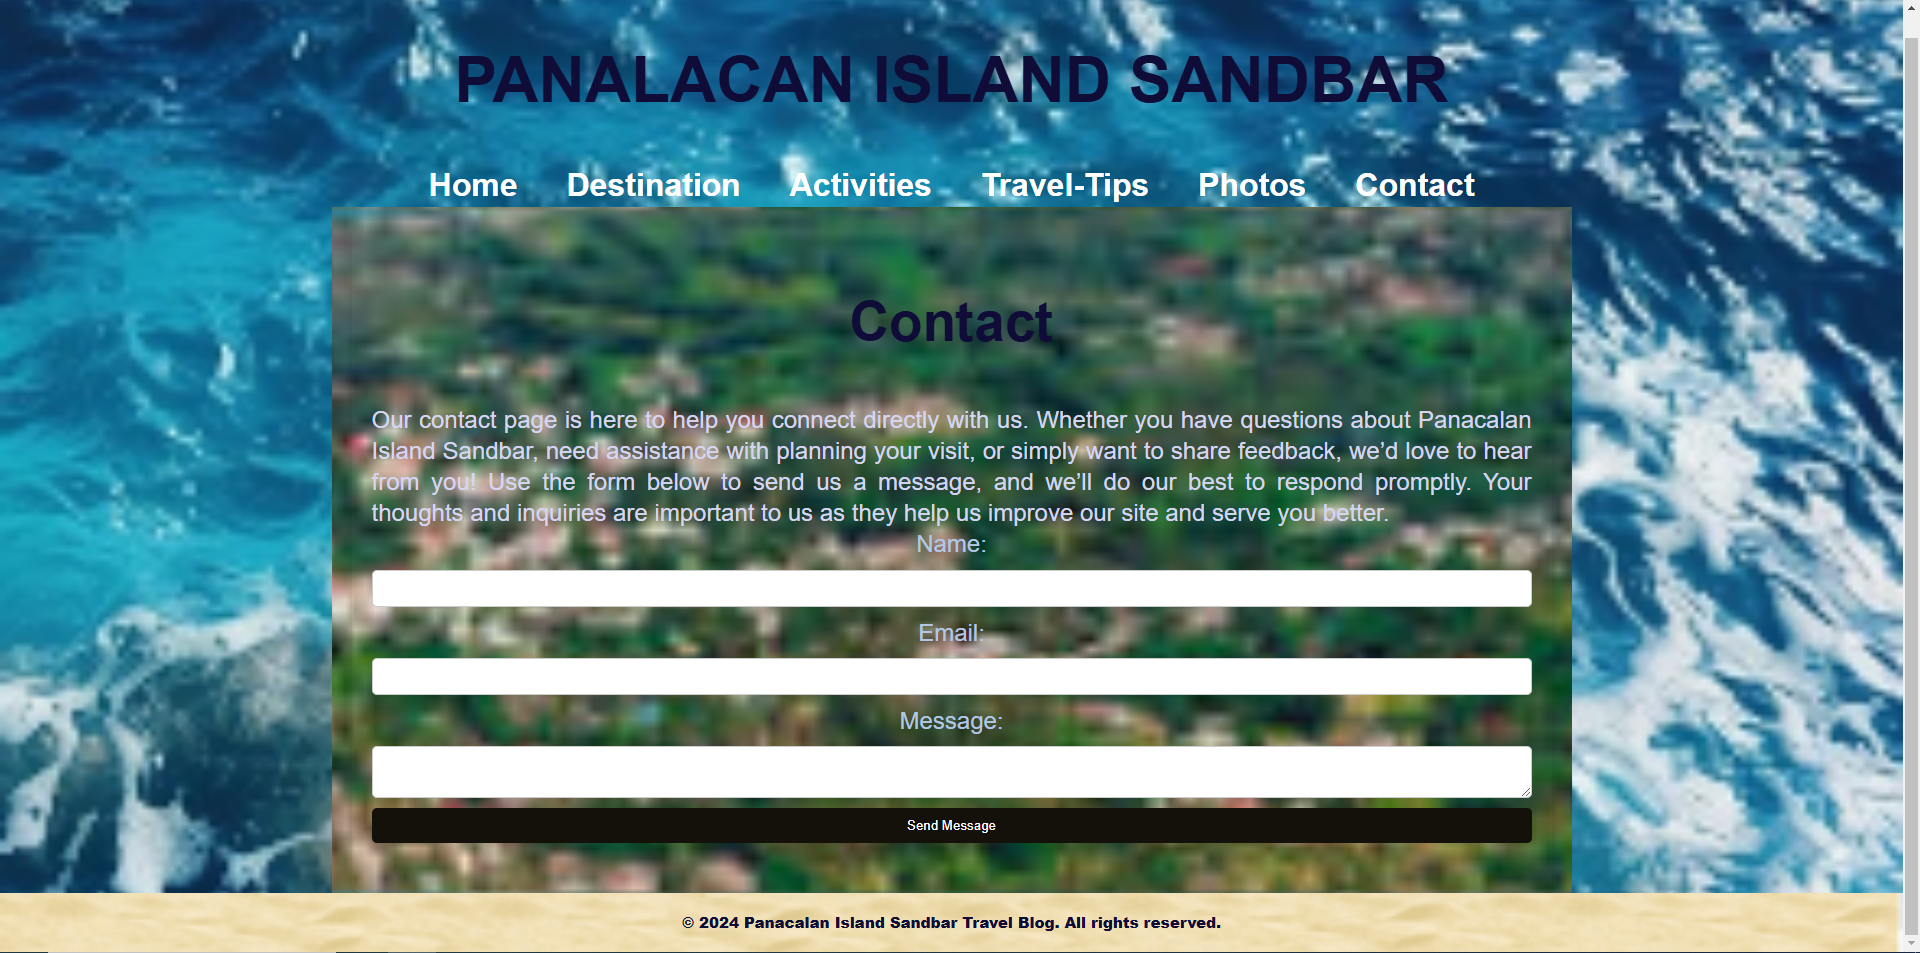 PANALACAN ISLAND SANDBAR
Home Destination Activities Travel-Tips Photos Contact
Contact
Our contact page is here to help you connect directly with us. Whether you have questions about Panacalan
Island Sandbar, need assistance with planning your visit, or simply want to share feedback, we’d love to hear
from you! Use the form below to send us a message, and we’ll do our best to respond promptly. Your
thoughts and inquiries are important to us as they help us improve our site and serve you better.
Name:
Email:
Message:
Send Message
© 2024 Panacalan Island Sandbar Travel Blog. All rights reserved.